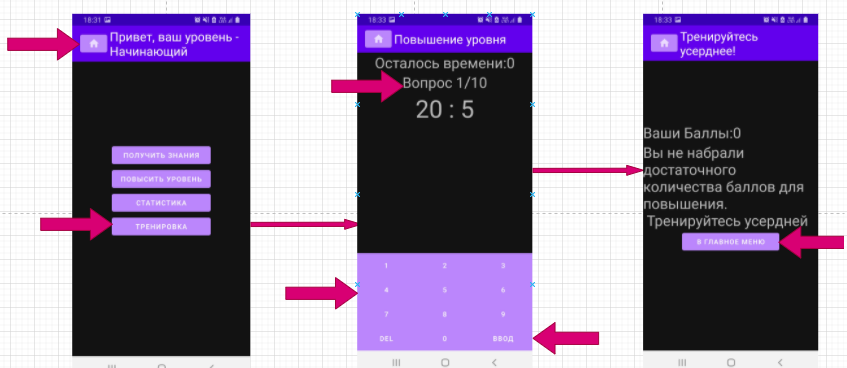 18:31
Привет, ваш уровень -
Начинающий
ПОЛУЧИТЬ ЗНАНИЯ
ПОВЫСИТЬ УРОВЕНЬ
СТАТИСТИКА
ТРЕНИРОВКА
18:33
Повышение уровня
Осталось времени:0
Вопрос 1/10
20 : 5
1 2 3
4 5 6
7 8 9
DEL 0 ВВОД
18:33
Тренируйтесь
усерднее!
Ваши Баллы:0
Вы не набрали
достаточного
количества баллов для
повышения.
Тренируйтесь усердней
В ГЛАВНОЕ МЕНЮ